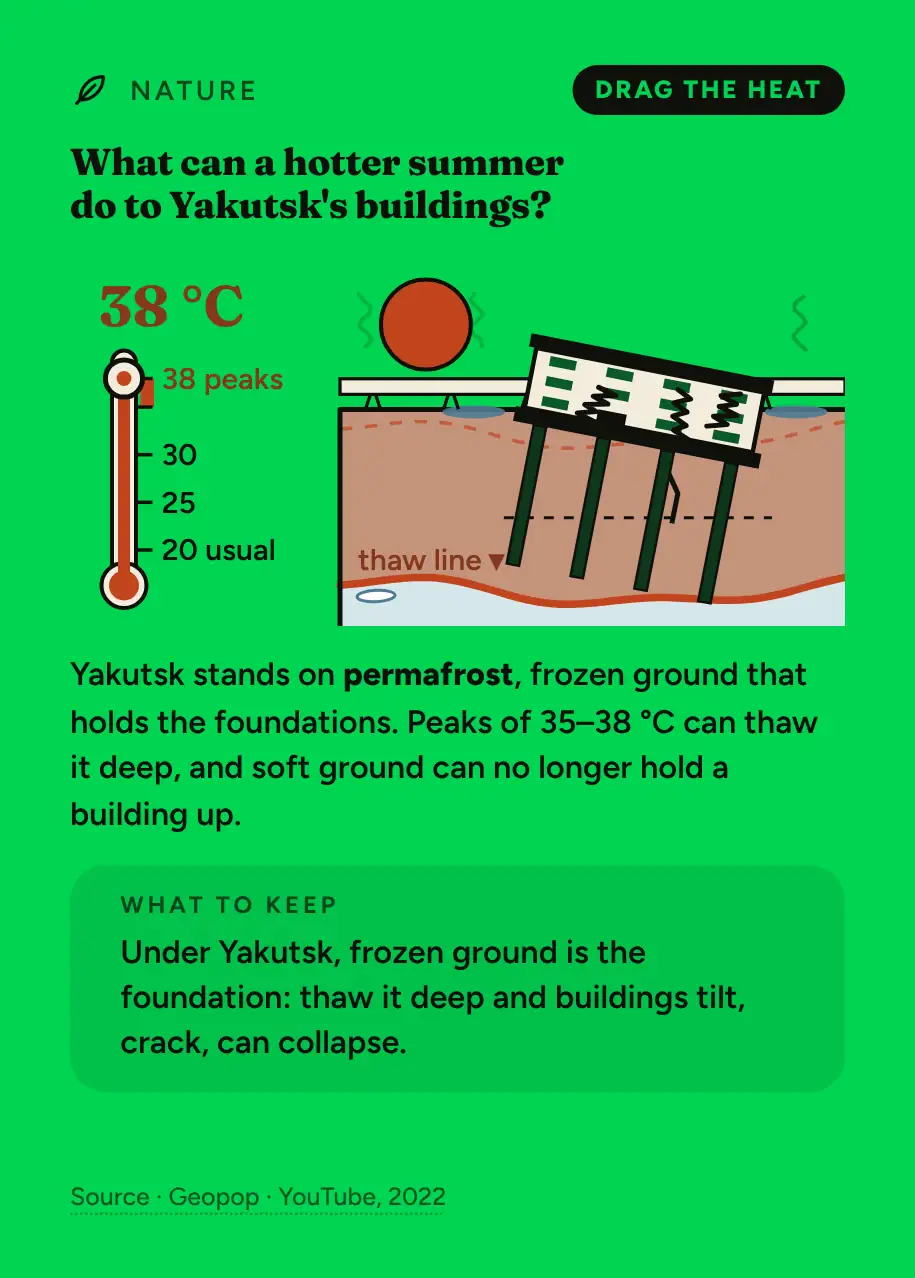 NATURE
DRAG THE HEAT
What can a hotter summer
do to Yakutsk's buildings?
38 °C
38 peaks
30
25
20 usual
thaw line ▼
Yakutsk stands on permafrost, frozen ground that
holds the foundations. Peaks of 35–38 °C can thaw
it deep, and soft ground can no longer hold a
building up.
WHAT TO KEEP
Under Yakutsk, frozen ground is the
foundation: thaw it deep and buildings tilt,
crack, can collapse.
Source · Geopop · YouTube, 2022